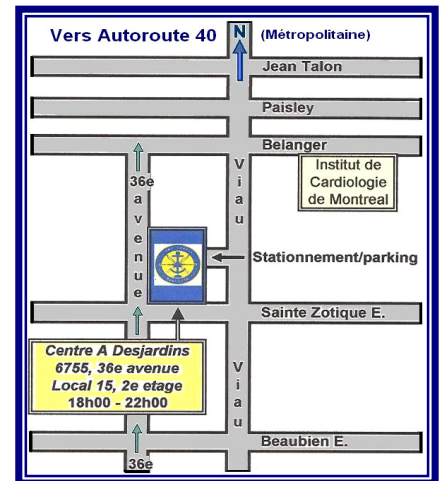 Vers Autoroute 40
N
(Métropolitaine)
Jean Talon
Paisley
Belanger
Institut de
Cardiologie
de Montreal
36e
avenue
Viau
Stationnement/parking
Sainte Zotique E.
Centre A Desjardins
6755, 36e avenue
Local 15, 2e etage
18h00 - 22h00
Viau
Beaubien E.
36e